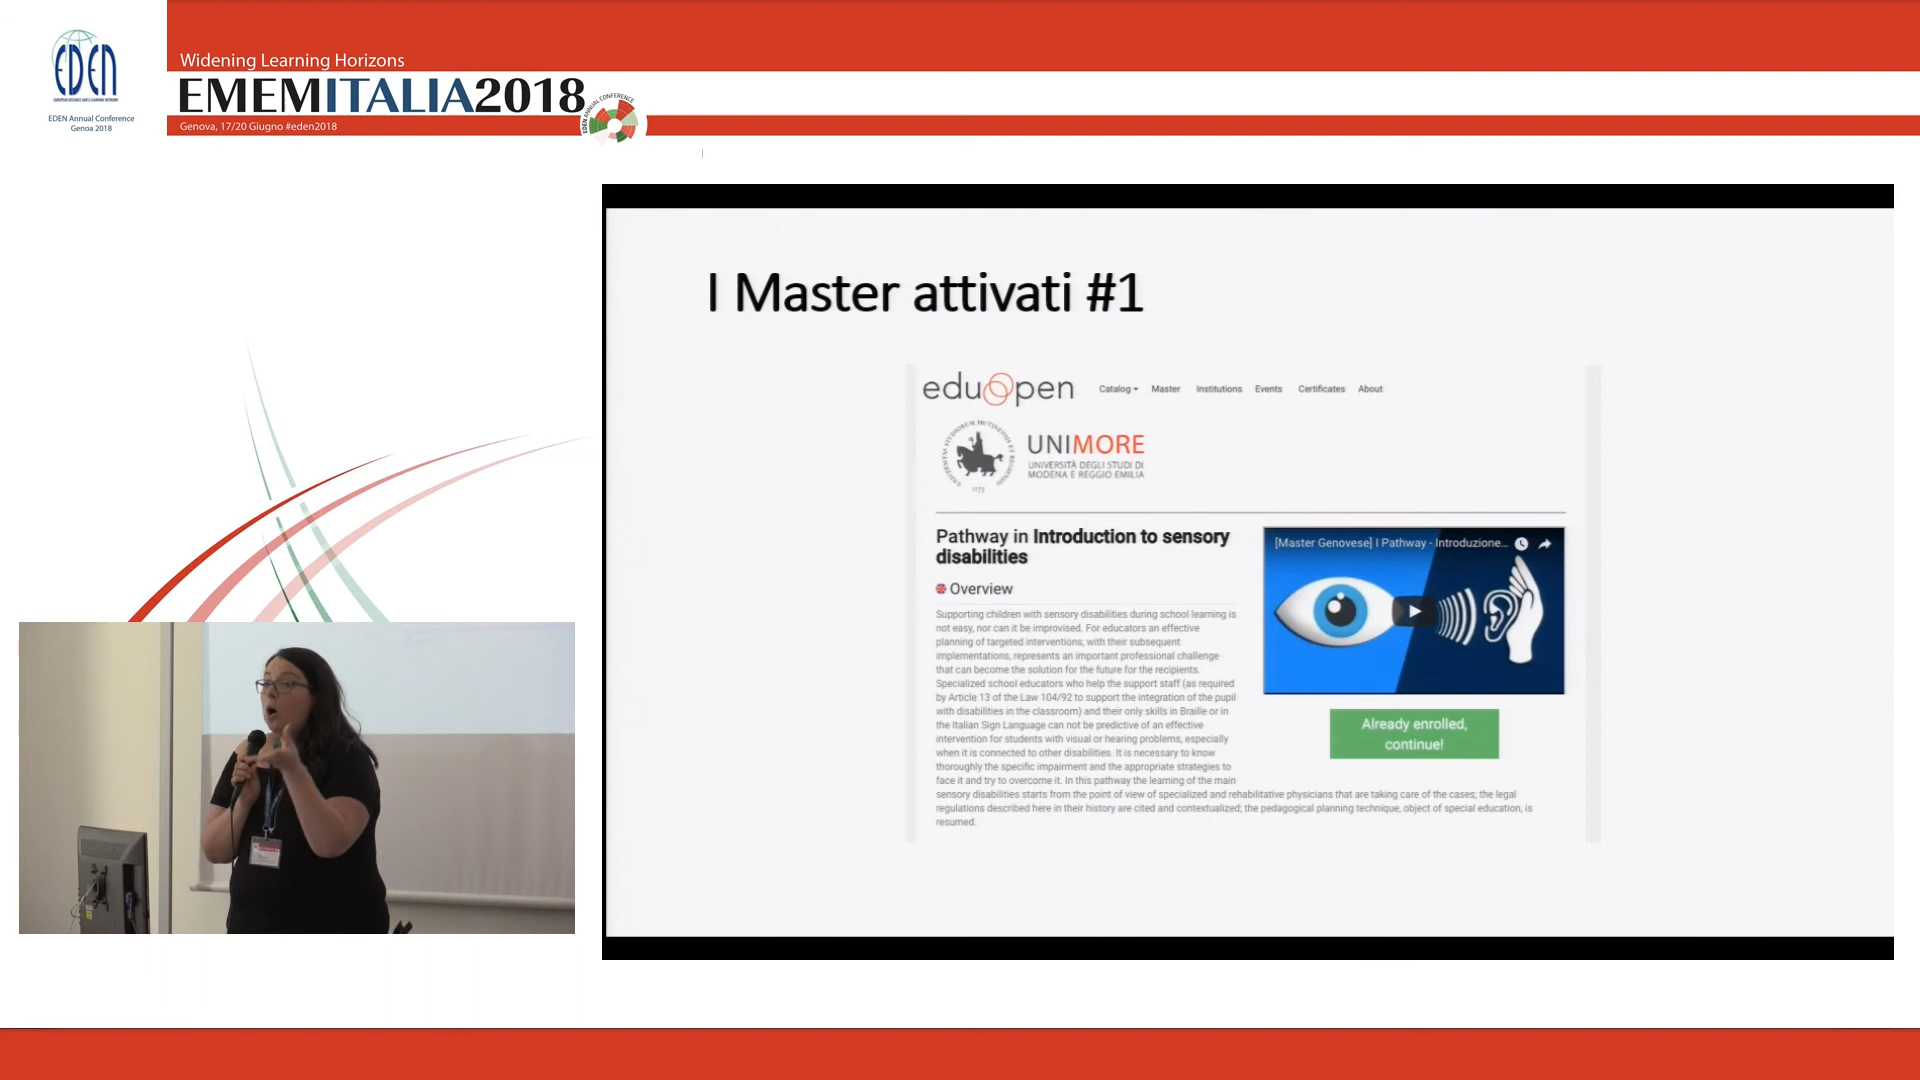 EDEN
EUROPEAN DISTANCE AND E-LEARNING NETWORK
EDEN Annual Conference
Genoa 2018
Widening Learning Horizons
EMEMITALIA2018
Genova, 17/20 Giugno #eden2018
EDEN ANNUAL CONFERENCE
I Master attivati #1
eduopen
Catalog
Master
Institutions
Events
Certificates
About
UNIMORE
UNIVERSITÀ DEGLI STUDI DI
MODENA E REGGIO EMILIA
1175
Pathway in Introduction to sensory
disabilities
Overview
Supporting children with sensory disabilities during school learning is
not easy, nor can it be improvised. For educators an effective
planning of targeted interventions, with their subsequent
implementations, represents an important professional challenge
that can become the solution for the future for the recipients.
Specialized school educators who help the support staff (as required
by Article 13 of the Law 104/92 to support the integration of the pupil
with disabilities in the classroom) and their only skills in Braille or in
the Italian Sign Language can not be predictive of an effective
intervention for students with visual or hearing problems, especially
when it is connected to other disabilities. It is necessary to know
thoroughly the specific impairment and the appropriate strategies to
face it and try to overcome it. In this pathway the learning of the main
sensory disabilities starts from the point of view of specialized and rehabilitative physicians that are taking care of the cases; the legal
regulations described here in their history are cited and contextualized; the pedagogical planning technique, object of special education, is
resumed.
[Master Genovese] I Pathway - Introduzione...
Already enrolled,
continue!